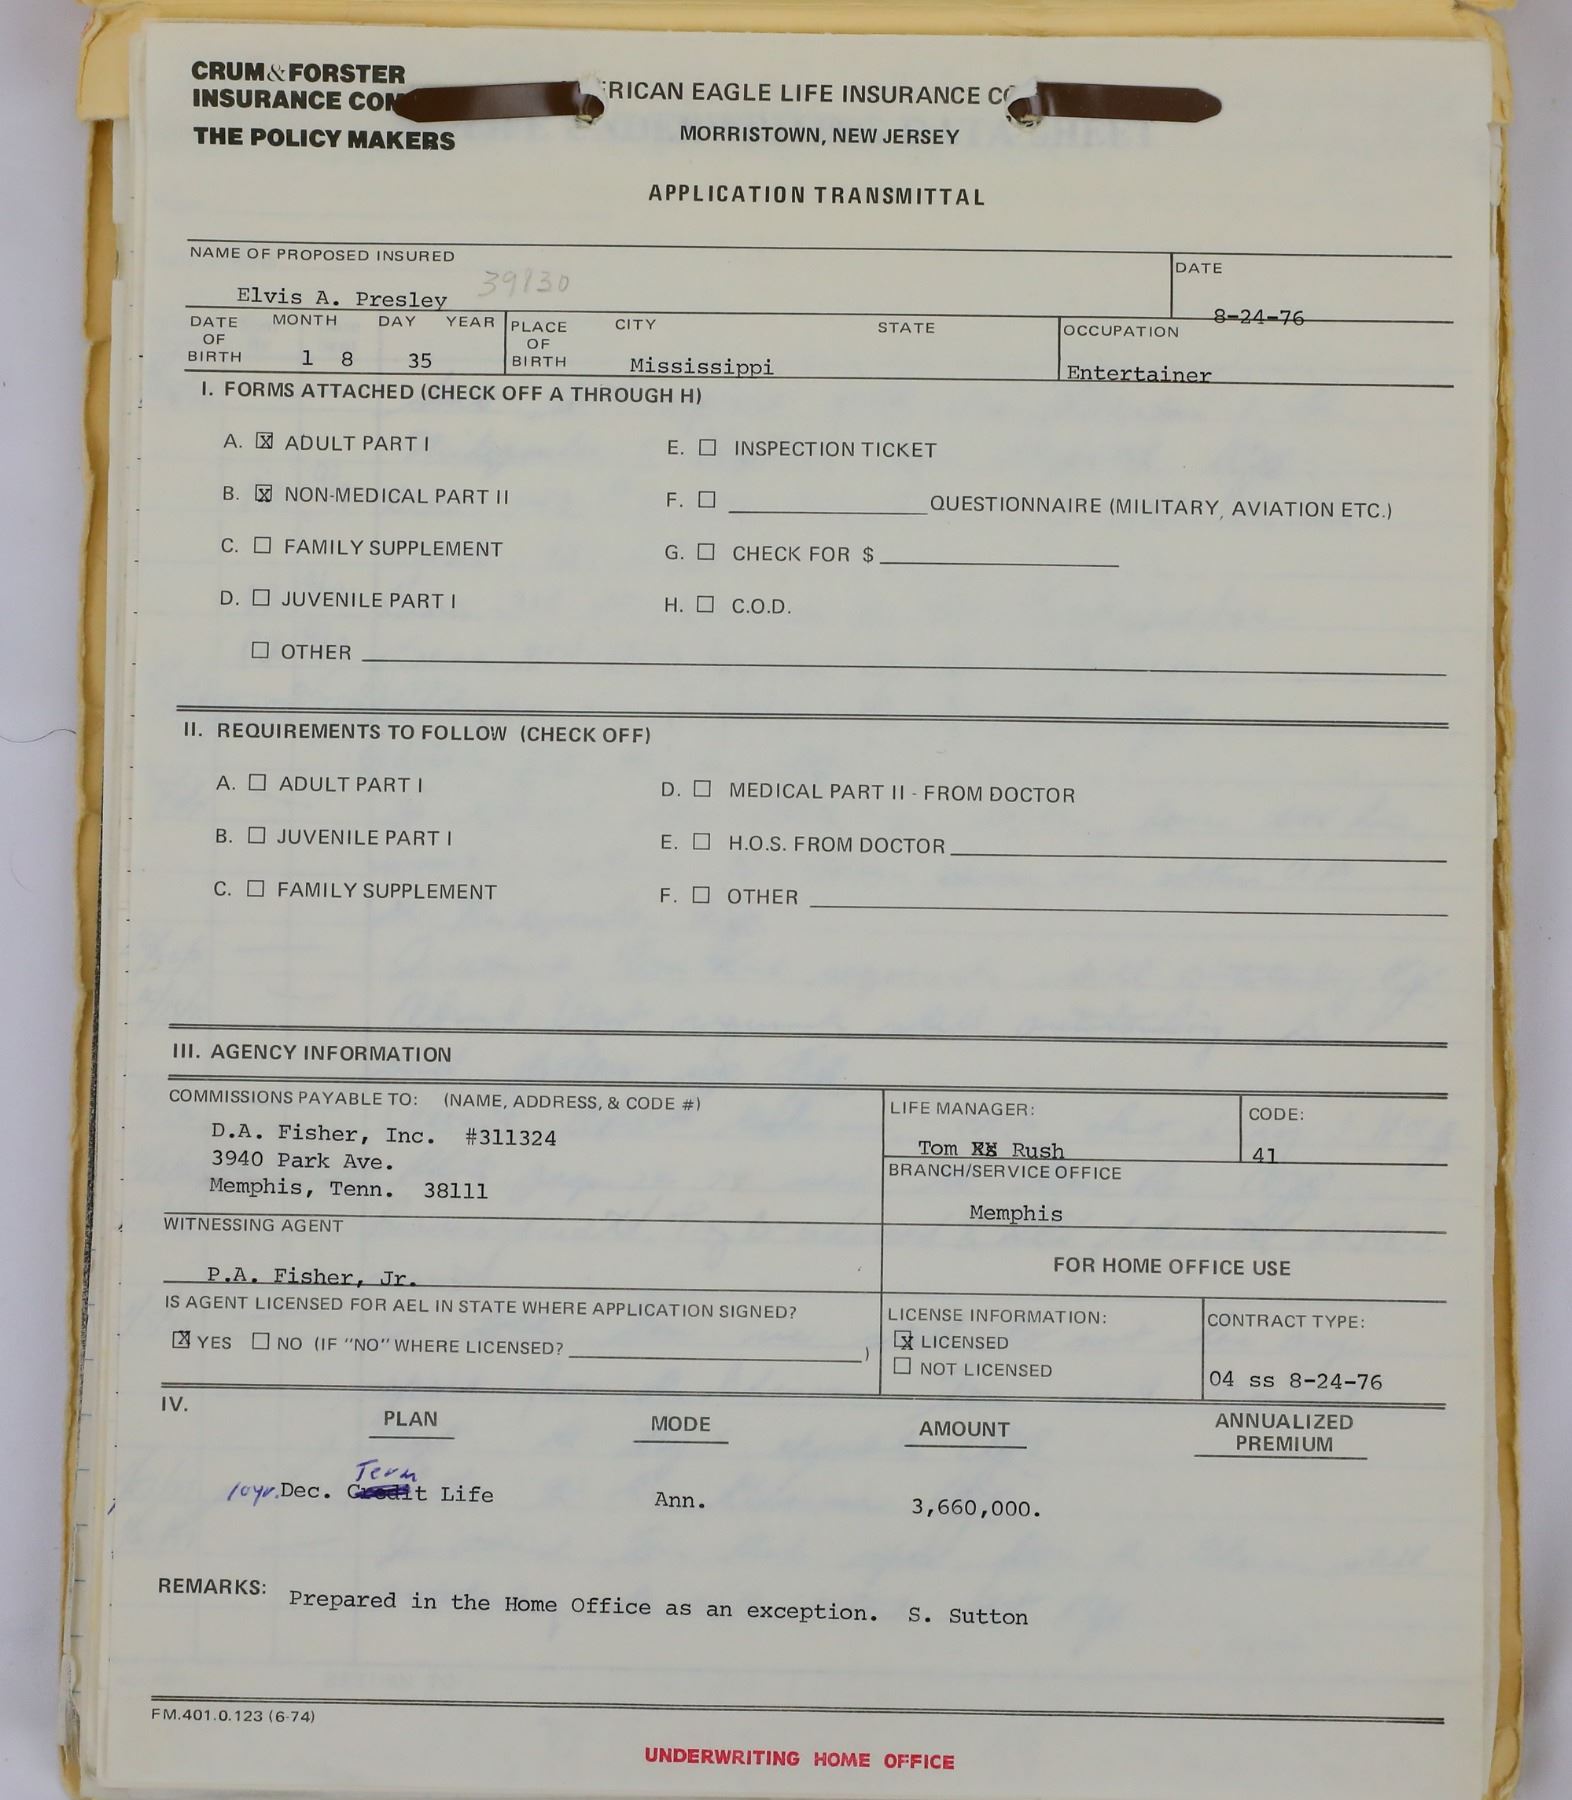 CRUM & FORSTER
INSURANCE COM
THE POLICY MAKERS
RICAN EAGLE LIFE INSURANCE CO
MORRISTOWN, NEW JERSEY
APPLICATION TRANSMITTAL
NAME OF PROPOSED INSURED
39130
Elvis A. Presley
DATE
8-24-76
DATE OF BIRTH MONTH DAY YEAR
1 8 35
PLACE OF BIRTH CITY STATE
Mississippi
OCCUPATION
Entertainer
I. FORMS ATTACHED (CHECK OFF A THROUGH H)
A. ☒ ADULT PART I
B. ☒ NON-MEDICAL PART II
C. ☐ FAMILY SUPPLEMENT
D. ☐ JUVENILE PART I
☐ OTHER
E. ☐ INSPECTION TICKET
F. ☐ QUESTIONNAIRE (MILITARY, AVIATION ETC.)
G. ☐ CHECK FOR $
H. ☐ C.O.D.
II. REQUIREMENTS TO FOLLOW (CHECK OFF)
A. ☐ ADULT PART I
B. ☐ JUVENILE PART I
C. ☐ FAMILY SUPPLEMENT
D. ☐ MEDICAL PART II - FROM DOCTOR
E. ☐ H.O.S. FROM DOCTOR
F. ☐ OTHER
III. AGENCY INFORMATION
COMMISSIONS PAYABLE TO: (NAME, ADDRESS, & CODE #)
D.A. Fisher, Inc. #311324
3940 Park Ave.
Memphis, Tenn. 38111
LIFE MANAGER:
Tom Rush
CODE:
41
BRANCH/SERVICE OFFICE
Memphis
WITNESSING AGENT
P.A. Fisher, Jr.
FOR HOME OFFICE USE
IS AGENT LICENSED FOR AEL IN STATE WHERE APPLICATION SIGNED?
☒ YES ☐ NO (IF "NO" WHERE LICENSED? )
LICENSE INFORMATION:
☒ LICENSED
☐ NOT LICENSED
CONTRACT TYPE:
04 ss 8-24-76
IV.
PLAN MODE AMOUNT ANNUALIZED PREMIUM
Term
10yr. Dec. Credit Life Ann. 3,660,000.
REMARKS: Prepared in the Home Office as an exception. S. Sutton
FM.401.0.123 (6-74)
UNDERWRITING HOME OFFICE